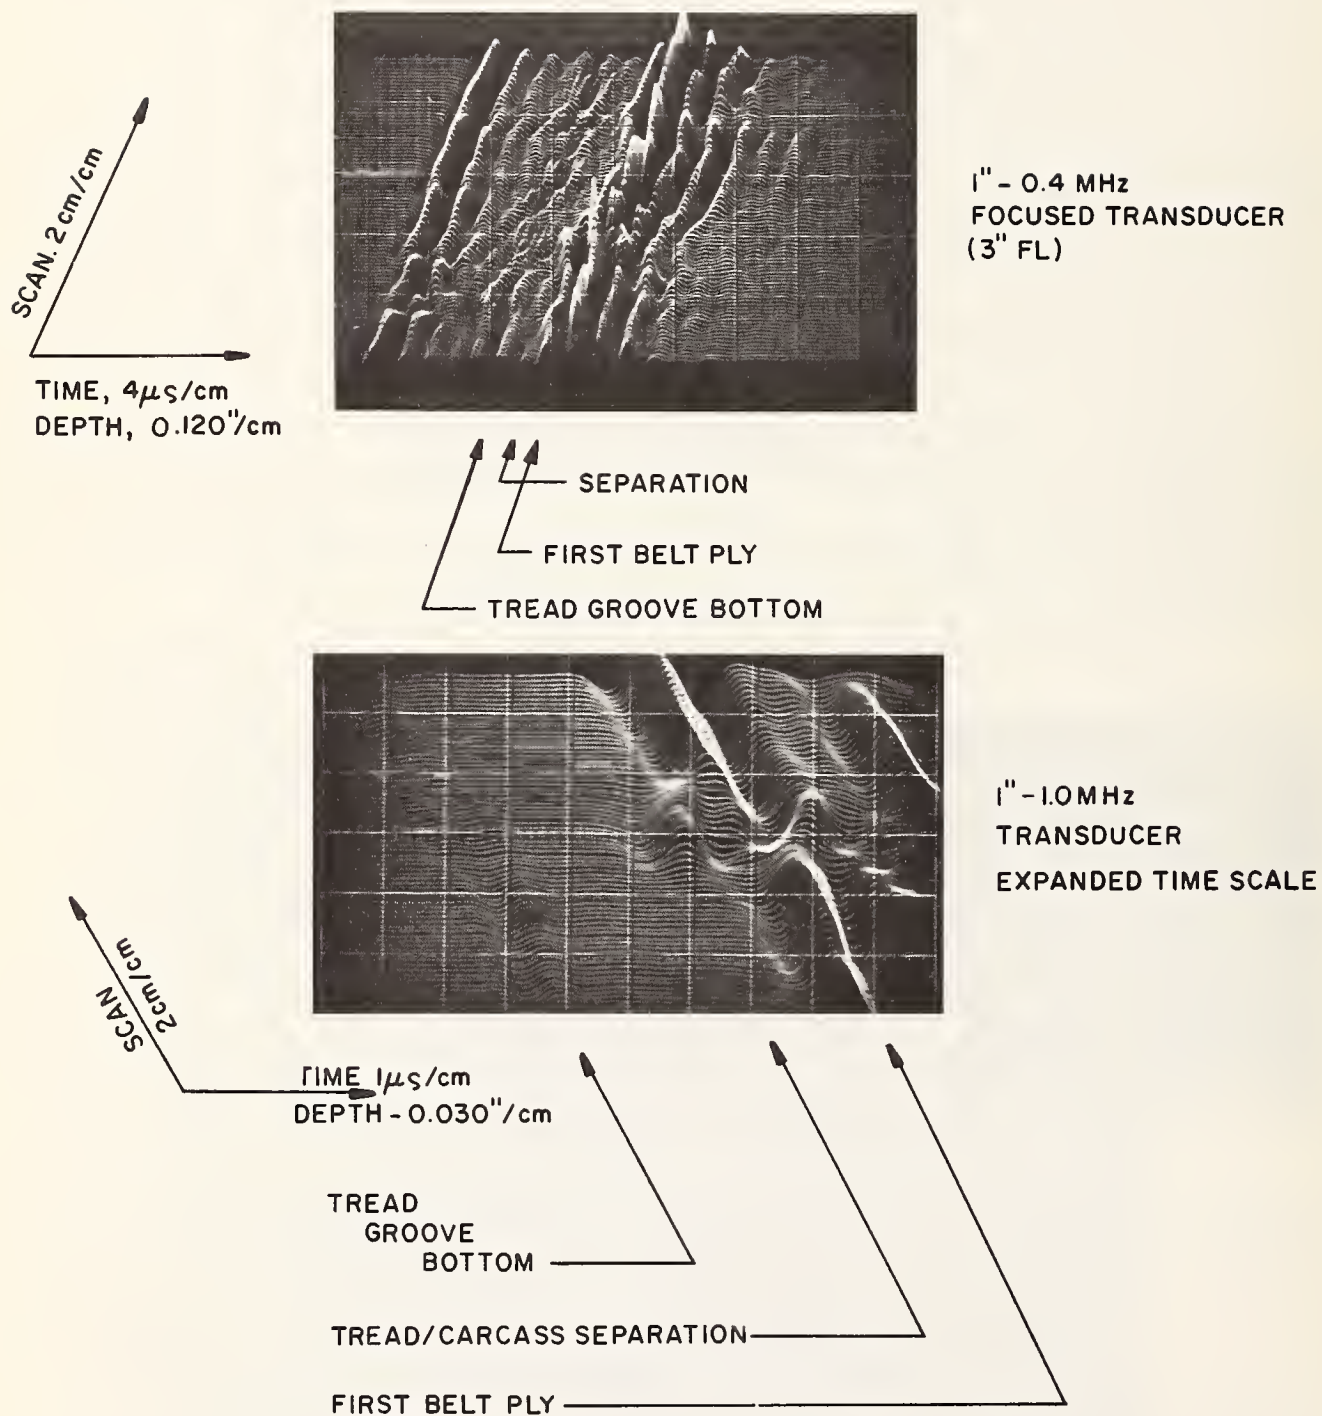 1" - 0.4 MHz
FOCUSED TRANSDUCER
(3" FL)
SCAN. 2 cm/cm
TIME, 4μs/cm
DEPTH, 0.120"/cm
SEPARATION
FIRST BELT PLY
TREAD GROOVE BOTTOM
1" - 1.0 MHz
TRANSDUCER
EXPANDED TIME SCALE
SCAN
2cm/cm
TIME 1μs/cm
DEPTH - 0.030"/cm
TREAD
GROOVE
BOTTOM
TREAD/CARCASS SEPARATION
FIRST BELT PLY